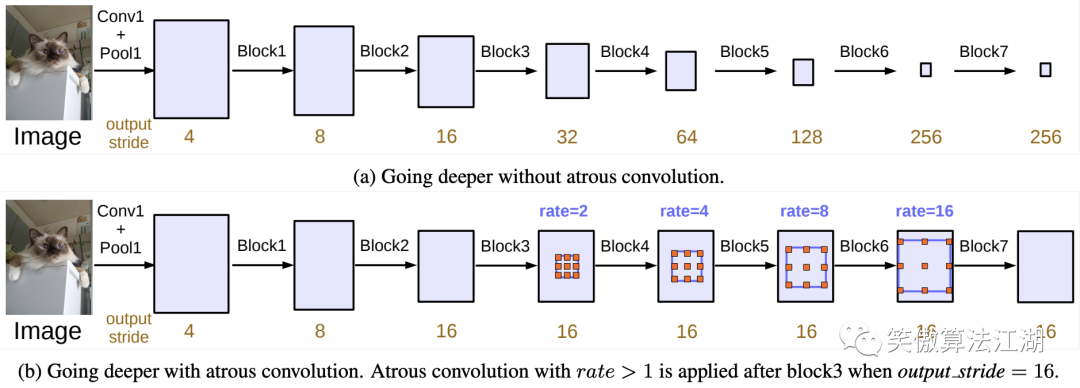 Conv1
+
Pool1
Block1
Block2
Block3
Block4
Block5
Block6
Block7
Image
output
stride
4
8
16
32
64
128
256
256
(a) Going deeper without atrous convolution.
rate=2
rate=4
rate=8
rate=16
Conv1
+
Pool1
Block1
Block2
Block3
Block4
Block5
Block6
Block7
Image
output
stride
4
8
16
16
16
16
16
16
笑傲算法江湖
(b) Going deeper with atrous convolution. Atrous convolution with rate > 1 is applied after block3 when output_stride = 16.